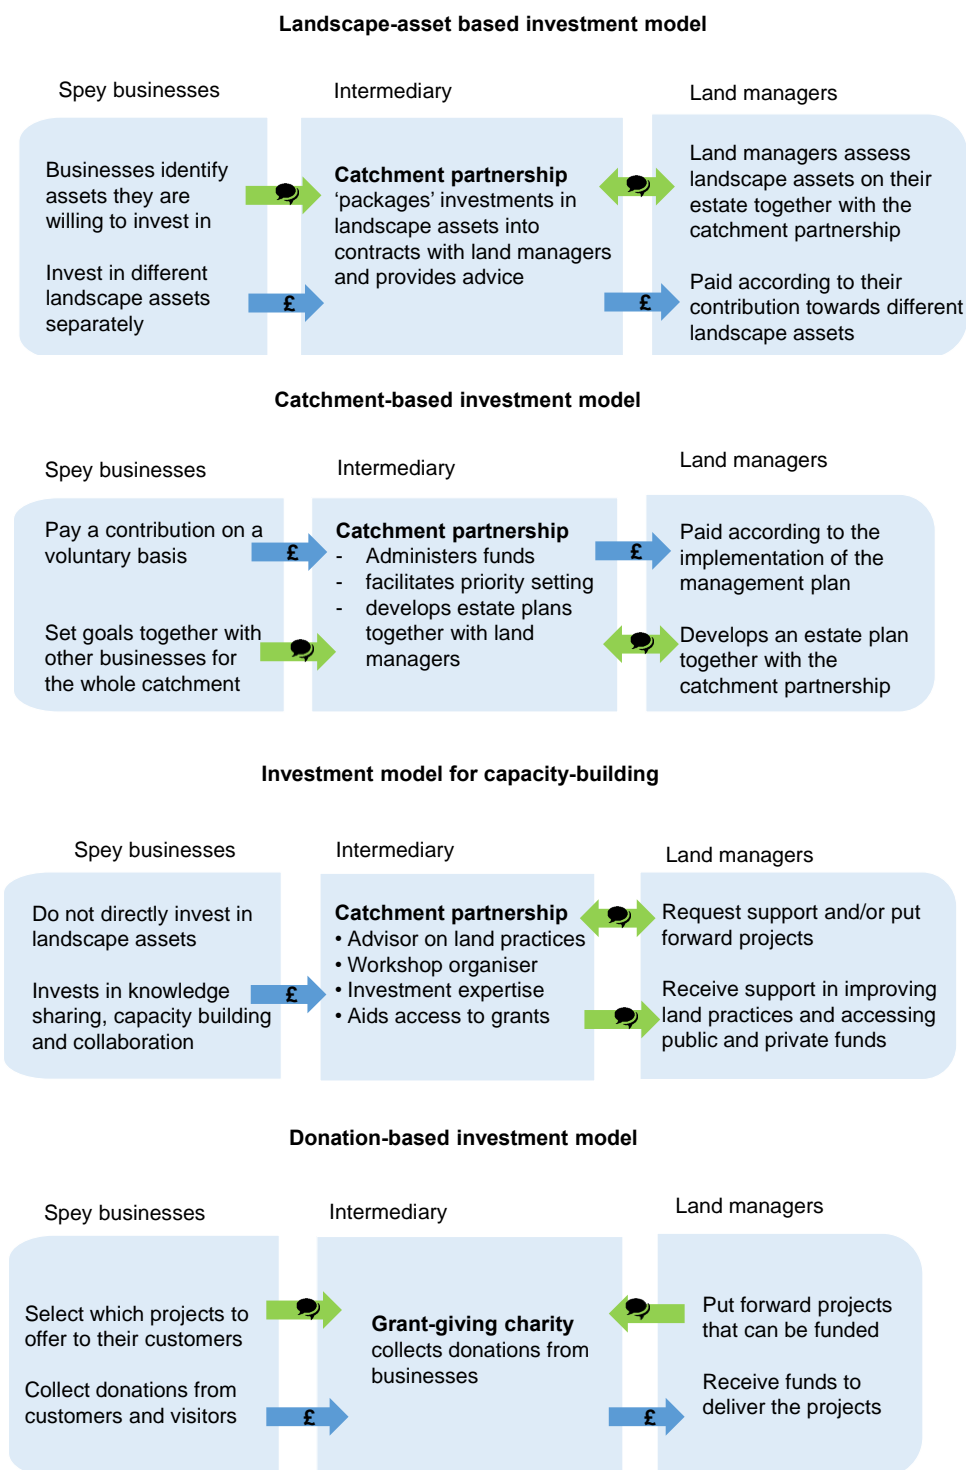 Landscape-asset based investment model
Spey businesses
Intermediary
Land managers
Businesses identify
assets they are
willing to invest in
Invest in different
landscape assets
separately
£
Catchment partnership
‘packages’ investments in
landscape assets into
contracts with land managers
and provides advice
£
Land managers assess
landscape assets on their
estate together with the
catchment partnership
Paid according to their
contribution towards different
landscape assets
Catchment-based investment model
Spey businesses
Intermediary
Land managers
Pay a contribution on a
voluntary basis
£
Set goals together with
other businesses for
the whole catchment
Catchment partnership
- Administers funds
- facilitates priority setting
- develops estate plans
together with land
managers
£
Paid according to the
implementation of the
management plan
Develops an estate plan
together with the
catchment partnership
Investment model for capacity-building
Spey businesses
Intermediary
Land managers
Do not directly invest in
landscape assets
Invests in knowledge
sharing, capacity building
and collaboration
£
Catchment partnership
• Advisor on land practices
• Workshop organiser
• Investment expertise
• Aids access to grants
Request support and/or put
forward projects
Receive support in improving
land practices and accessing
public and private funds
Donation-based investment model
Spey businesses
Intermediary
Land managers
Select which projects to
offer to their customers
Collect donations from
customers and visitors
£
Grant-giving charity
collects donations from
businesses
£
Put forward projects
that can be funded
Receive funds to
deliver the projects